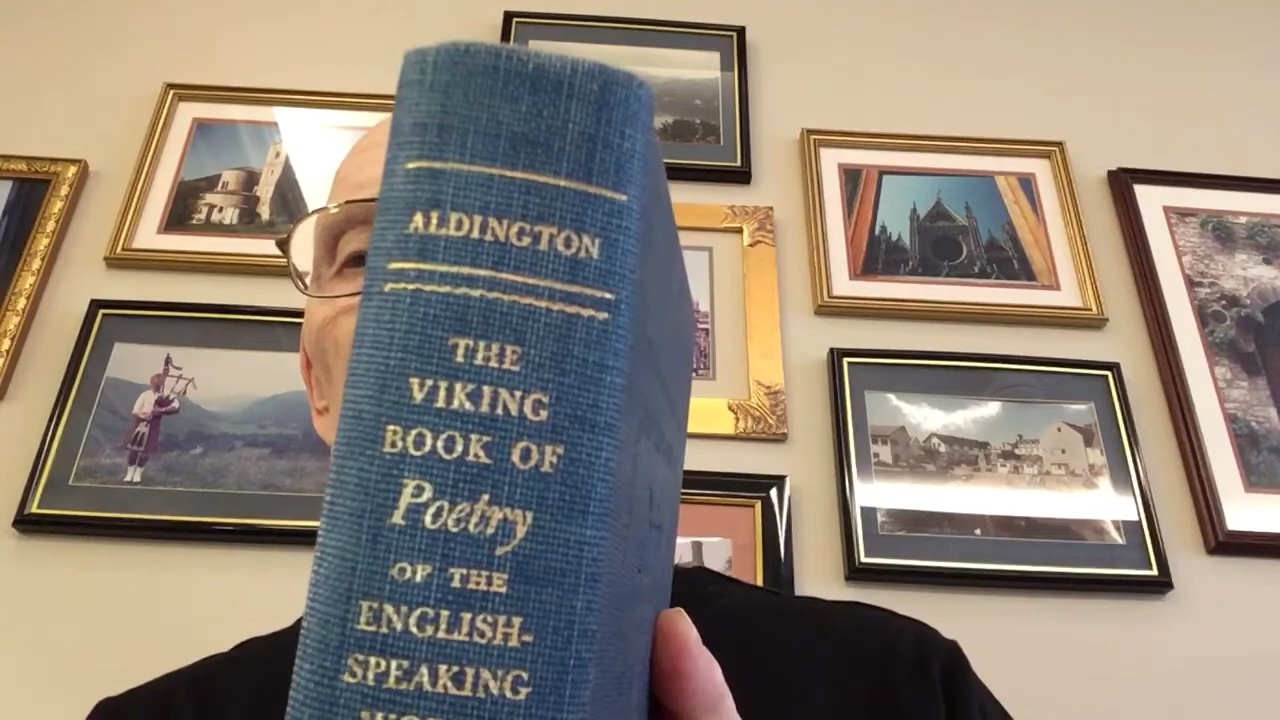 ALDINGTON
THE
VIKING
BOOK OF
Poetry
OF THE
ENGLISH-
SPEAKING